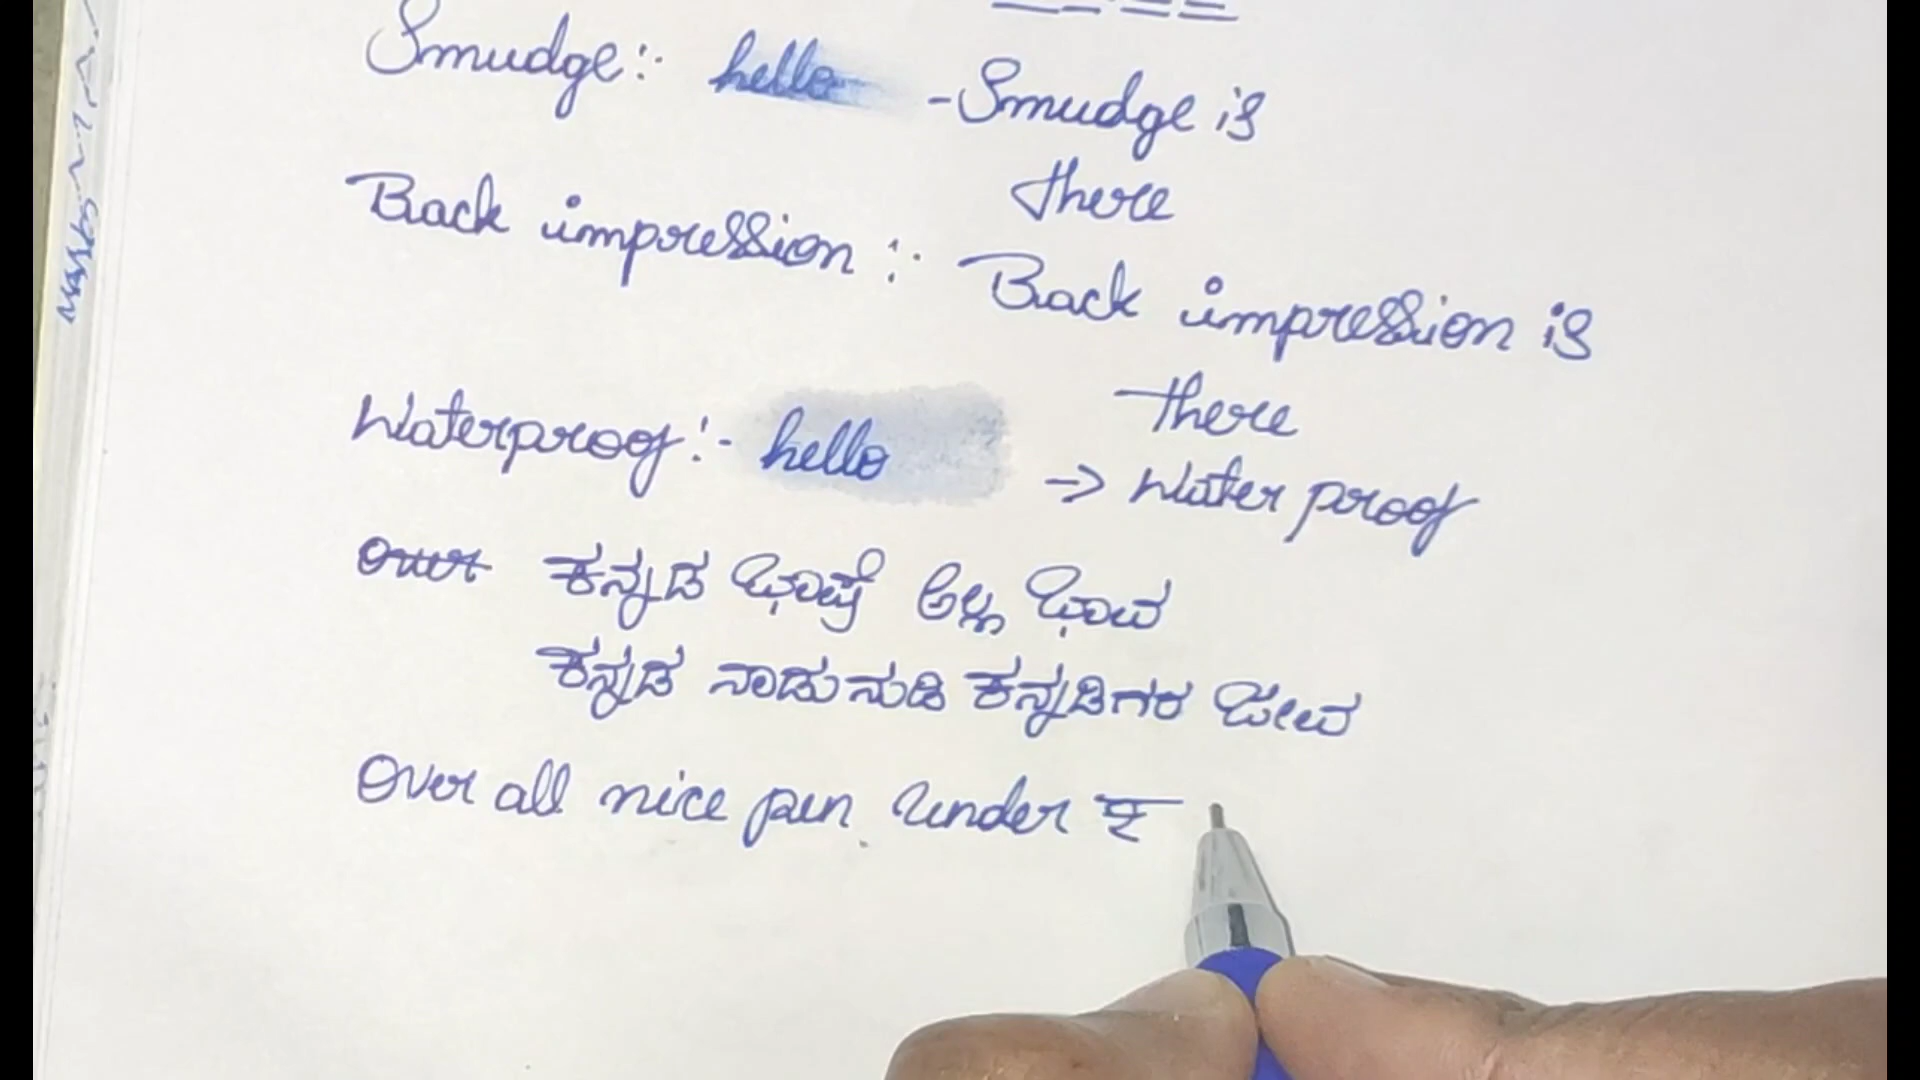 Smudge:- hello - Smudge is
there
Back impression :- Back impression is
there
Waterproof:- hello → Water proof
ಕನ್ನಡ ಭಾಷೆ ಅಲ್ಲ ಭಾವ
ಕನ್ನಡ ನಾಡು ನುಡಿ ಕನ್ನಡಿಗರ ಜೀವ
Over all nice pen under ₹